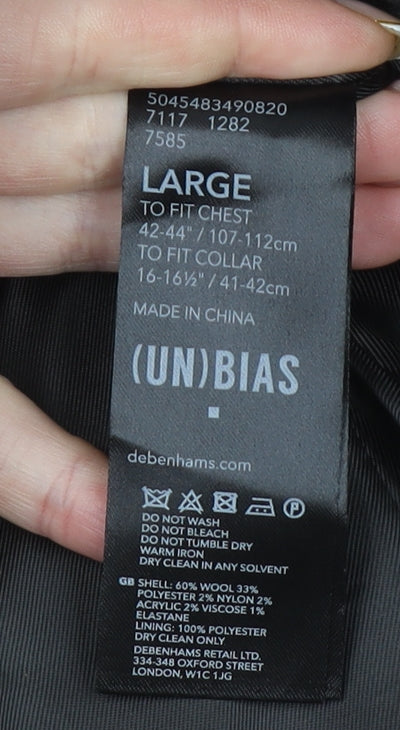 5045483490820
7117 1282
7585
LARGE
TO FIT CHEST
42-44" / 107-112cm
TO FIT COLLAR
16-16½" / 41-42cm
MADE IN CHINA
(UN)BIAS
debenhams.com
P
DO NOT WASH
DO NOT BLEACH
DO NOT TUMBLE DRY
WARM IRON
DRY CLEAN IN ANY SOLVENT
GB SHELL: 60% WOOL 33%
POLYESTER 2% NYLON 2%
ACRYLIC 2% VISCOSE 1%
ELASTANE
LINING: 100% POLYESTER
DRY CLEAN ONLY
DEBENHAMS RETAIL LTD.
334-348 OXFORD STREET
LONDON, W1C 1JG